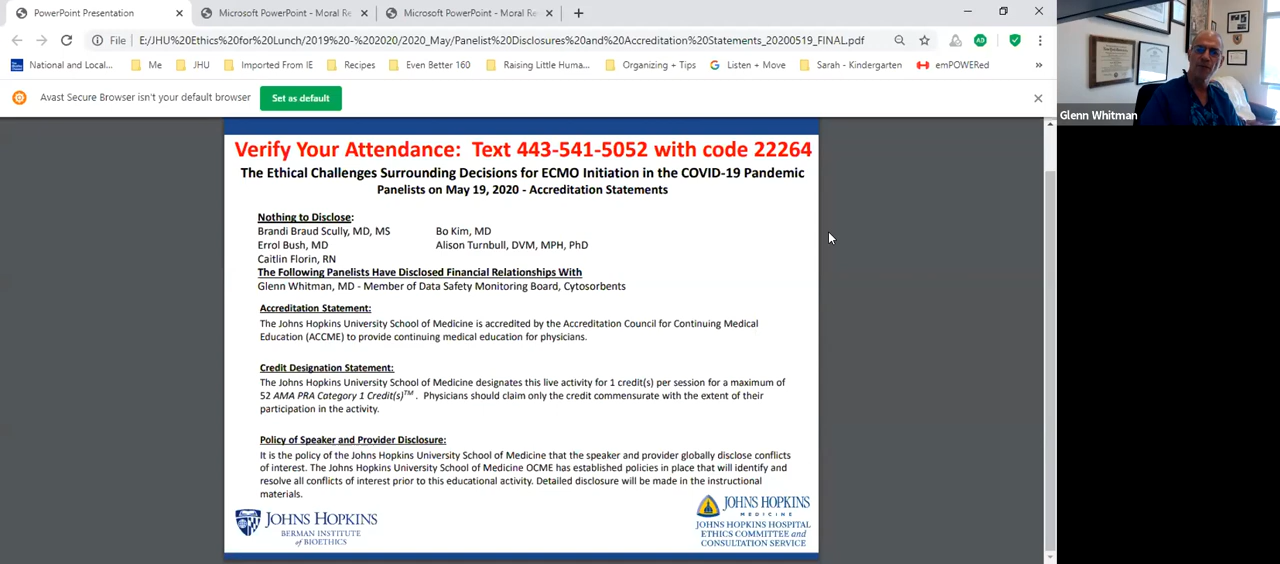 PowerPoint Presentation
Microsoft PowerPoint - Moral Re
Microsoft PowerPoint - Moral Res
File
E:/JHU%20Ethics%20for%20Lunch/2019%20-%202020/2020_May/Panelist%20Disclosures%20and%20Accreditation%20Statements_20200519_FINAL.pdf
National and Local...
Me
JHU
Imported From IE
Recipes
Even Better 160
Raising Little Huma...
Organizing + Tips
Listen + Move
Sarah - Kindergarten
emPOWERed
»
Avast Secure Browser isn't your default browser
Set as default
Glenn Whitman
Verify Your Attendance: Text 443-541-5052 with code 22264
The Ethical Challenges Surrounding Decisions for ECMO Initiation in the COVID-19 Pandemic
Panelists on May 19, 2020 - Accreditation Statements
Nothing to Disclose:
Brandi Braud Scully, MD, MS
Bo Kim, MD
Errol Bush, MD
Alison Turnbull, DVM, MPH, PhD
Caitlin Florin, RN
The Following Panelists Have Disclosed Financial Relationships With
Glenn Whitman, MD - Member of Data Safety Monitoring Board, Cytosorbents
Accreditation Statement:
The Johns Hopkins University School of Medicine is accredited by the Accreditation Council for Continuing Medical
Education (ACCME) to provide continuing medical education for physicians.
Credit Designation Statement:
The Johns Hopkins University School of Medicine designates this live activity for 1 credit(s) per session for a maximum of
52 AMA PRA Category 1 Credit(s)TM. Physicians should claim only the credit commensurate with the extent of their
participation in the activity.
Policy of Speaker and Provider Disclosure:
It is the policy of the Johns Hopkins University School of Medicine that the speaker and provider globally disclose conflicts
of interest. The Johns Hopkins University School of Medicine OCME has established policies in place that will identify and
resolve all conflicts of interest prior to this educational activity. Detailed disclosure will be made in the instructional
materials.
JOHNS HOPKINS
BERMAN INSTITUTE
of BIOETHICS
JOHNS HOPKINS
MEDICINE
JOHNS HOPKINS HOSPITAL
ETHICS COMMITTEE and
CONSULTATION SERVICE